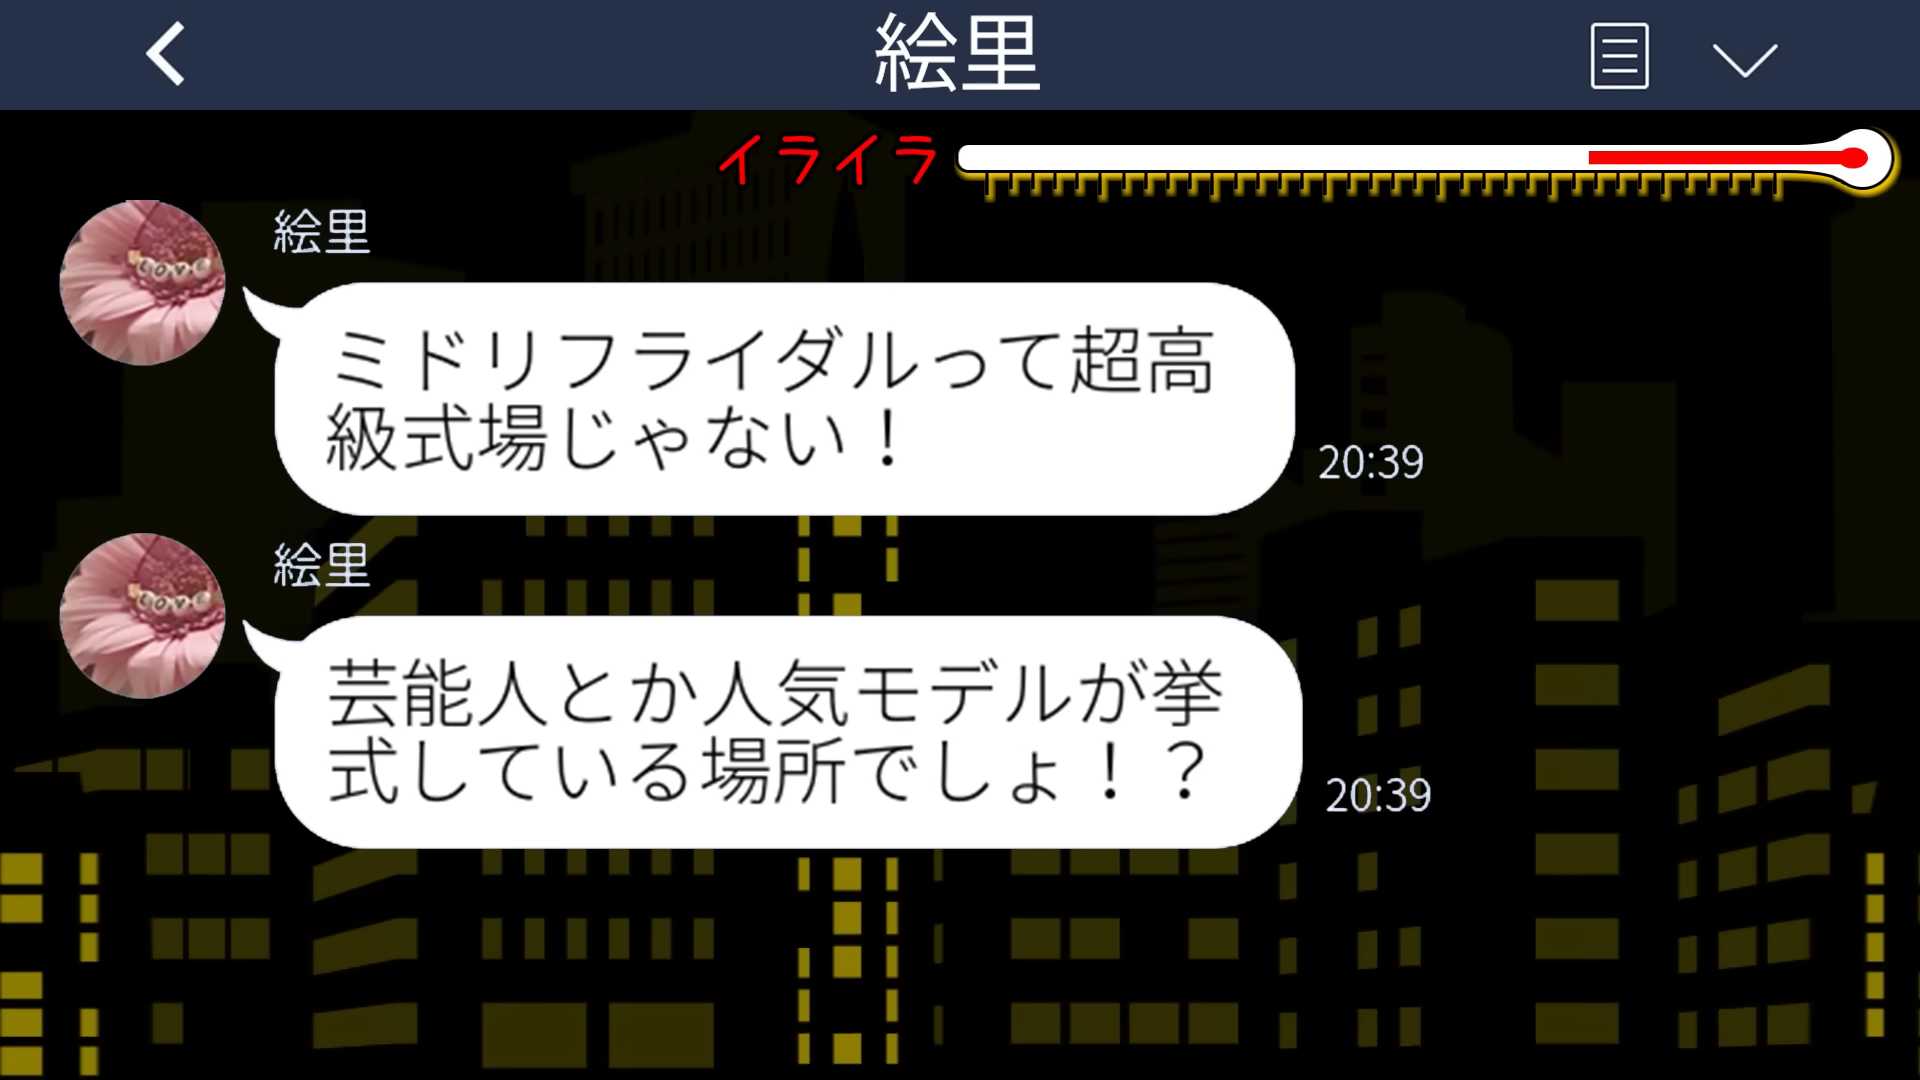 絵里
イライラ
絵里
ミドリフライダルって超高
級式場じゃない！
20:39
絵里
芸能人とか人気モデルが挙
式している場所でしょ！？
20:39